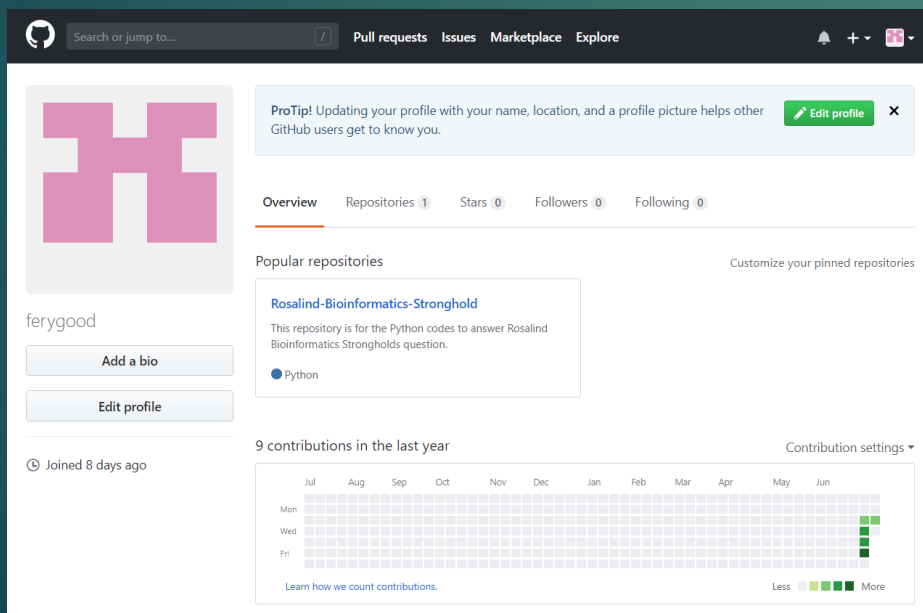 Search or jump to... /
Pull requests Issues Marketplace Explore
ProTip! Updating your profile with your name, location, and a profile picture helps other
GitHub users get to know you.
Edit profile
Overview Repositories 1 Stars 0 Followers 0 Following 0
Popular repositories
Customize your pinned repositories
Rosalind-Bioinformatics-Stronghold
This repository is for the Python codes to answer Rosalind
Bioinformatics Strongholds question.
Python
ferygood
Add a bio
Edit profile
Joined 8 days ago
9 contributions in the last year
Contribution settings
Jul Aug Sep Oct Nov Dec Jan Feb Mar Apr May Jun
Mon
Wed
Fri
Learn how we count contributions.
Less More